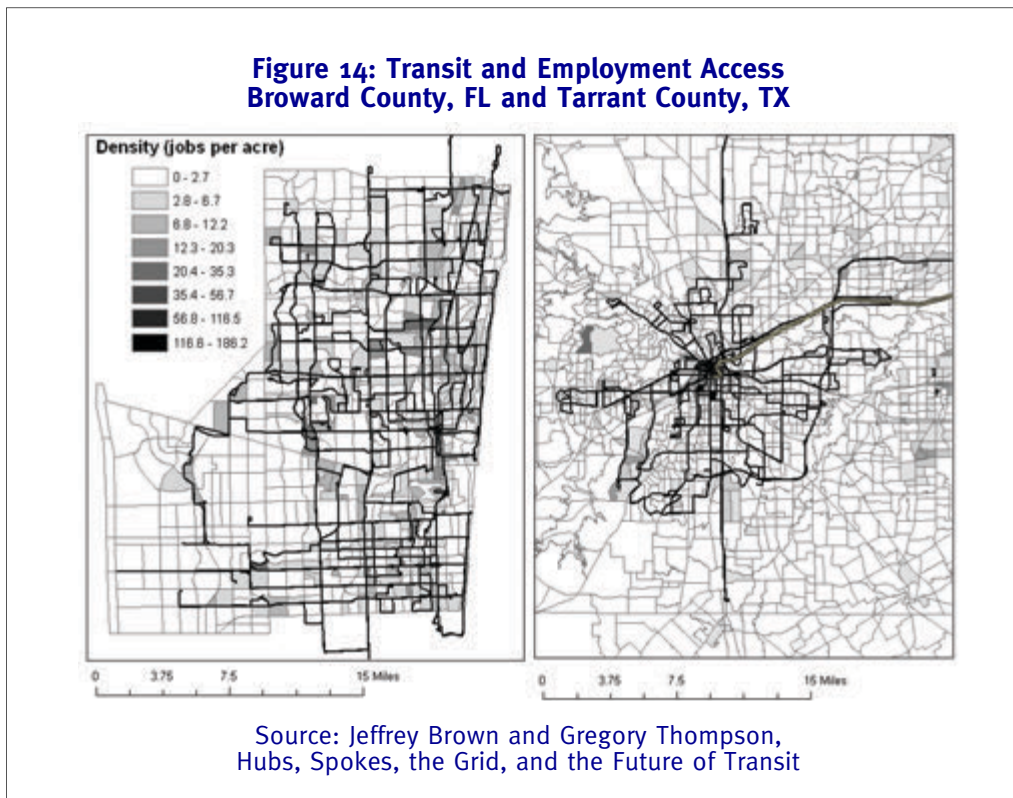 Figure 14: Transit and Employment Access
Broward County, FL and Tarrant County, TX
Density (jobs per acre)
0 - 2.7
2.8 - 6.7
6.8 - 12.2
12.3 - 20.3
20.4 - 35.3
35.4 - 56.7
56.8 - 116.5
116.6 - 186.2
0 3.75 7.5 15 Miles
0 3.75 7.5 15 Miles
Source: Jeffrey Brown and Gregory Thompson,
Hubs, Spokes, the Grid, and the Future of Transit